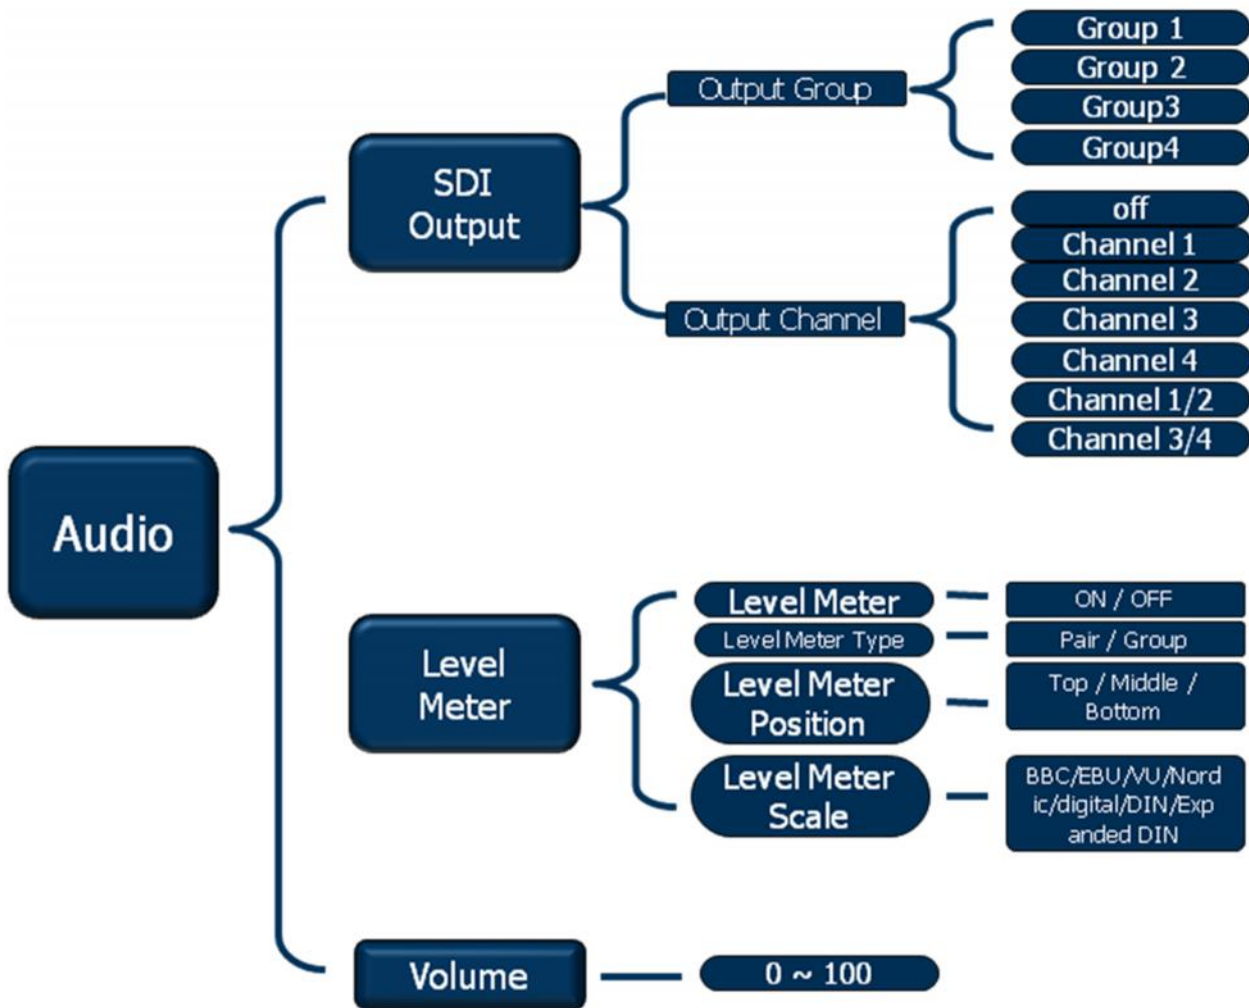 Audio
SDI
Output
Output Group
Group 1
Group 2
Group3
Group4
Output Channel
off
Channel 1
Channel 2
Channel 3
Channel 4
Channel 1/2
Channel 3/4
Level
Meter
Level Meter
ON / OFF
Level Meter Type
Pair / Group
Level Meter
Position
Top / Middle /
Bottom
Level Meter
Scale
BBC/EBU/VU/Nord
ic/digital/DIN/Exp
anded DIN
Volume
0 ~ 100